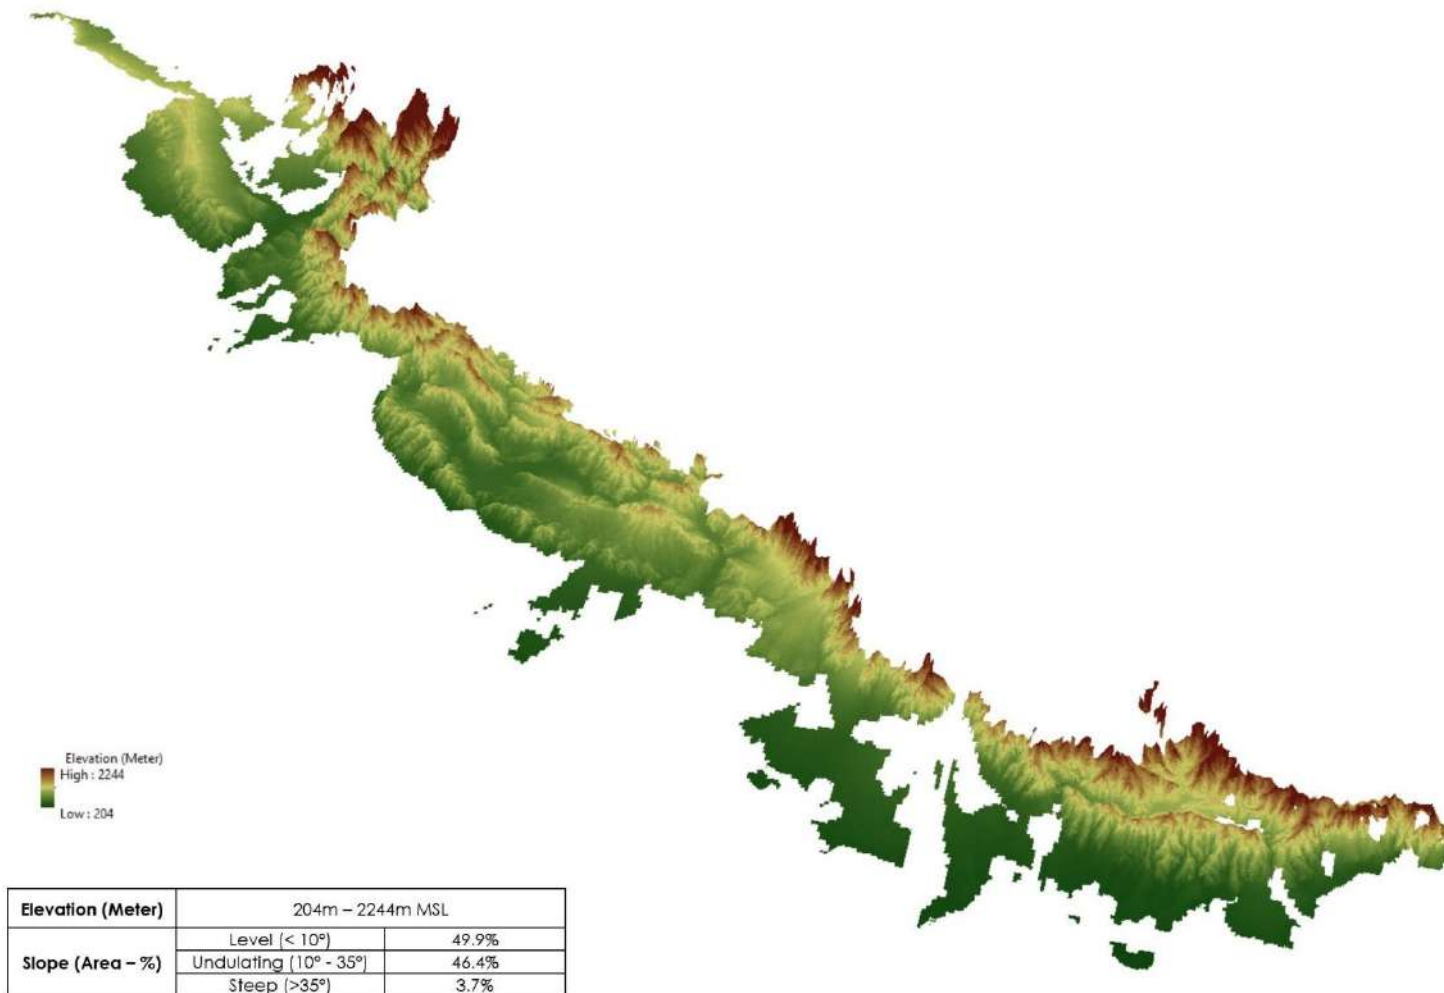 Elevation (Meter)
High : 2244
Low : 204
Elevation (Meter) 204m – 2244m MSL
Slope (Area – %)
Level (< 10°) 49.9%
Undulating (10° - 35°) 46.4%
Steep (>35°) 3.7%